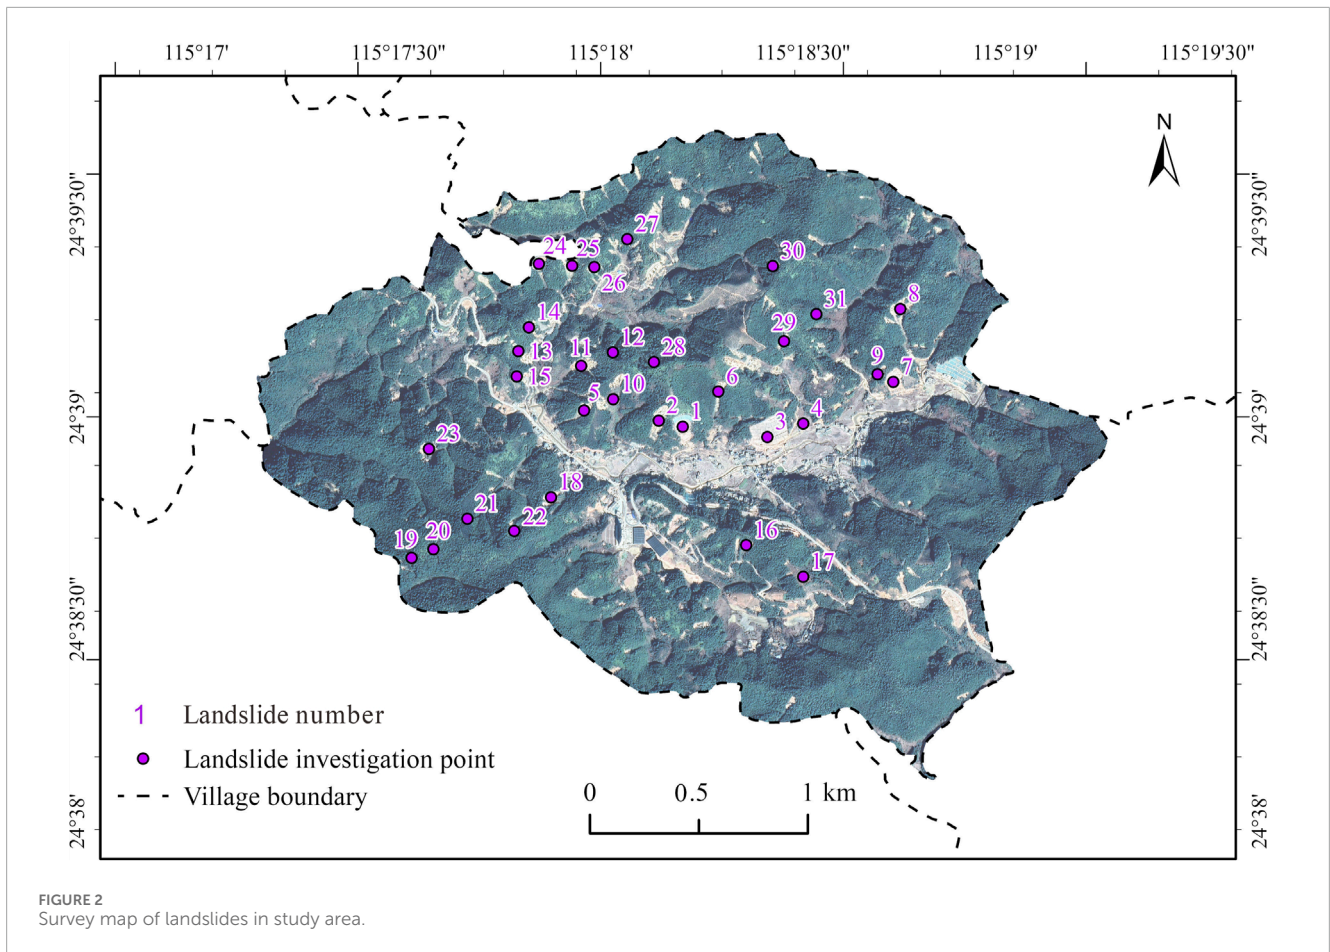 115°17' 115°17'30" 115°18' 115°18'30" 115°19' 115°19'30"
N
24°39'30" 24°39'30"
27
24 25 30
26
8
14 31
29
12
11 28
13
9 7
15 6
10
5 2 4
1 3
24°39' 24°39'
23
18
21
22
20
19 16
17
24°38'30" 24°38'30"
1 Landslide number
Landslide investigation point
Village boundary
0 0.5 1 km
24°38' 24°38'
FIGURE 2
Survey map of landslides in study area.